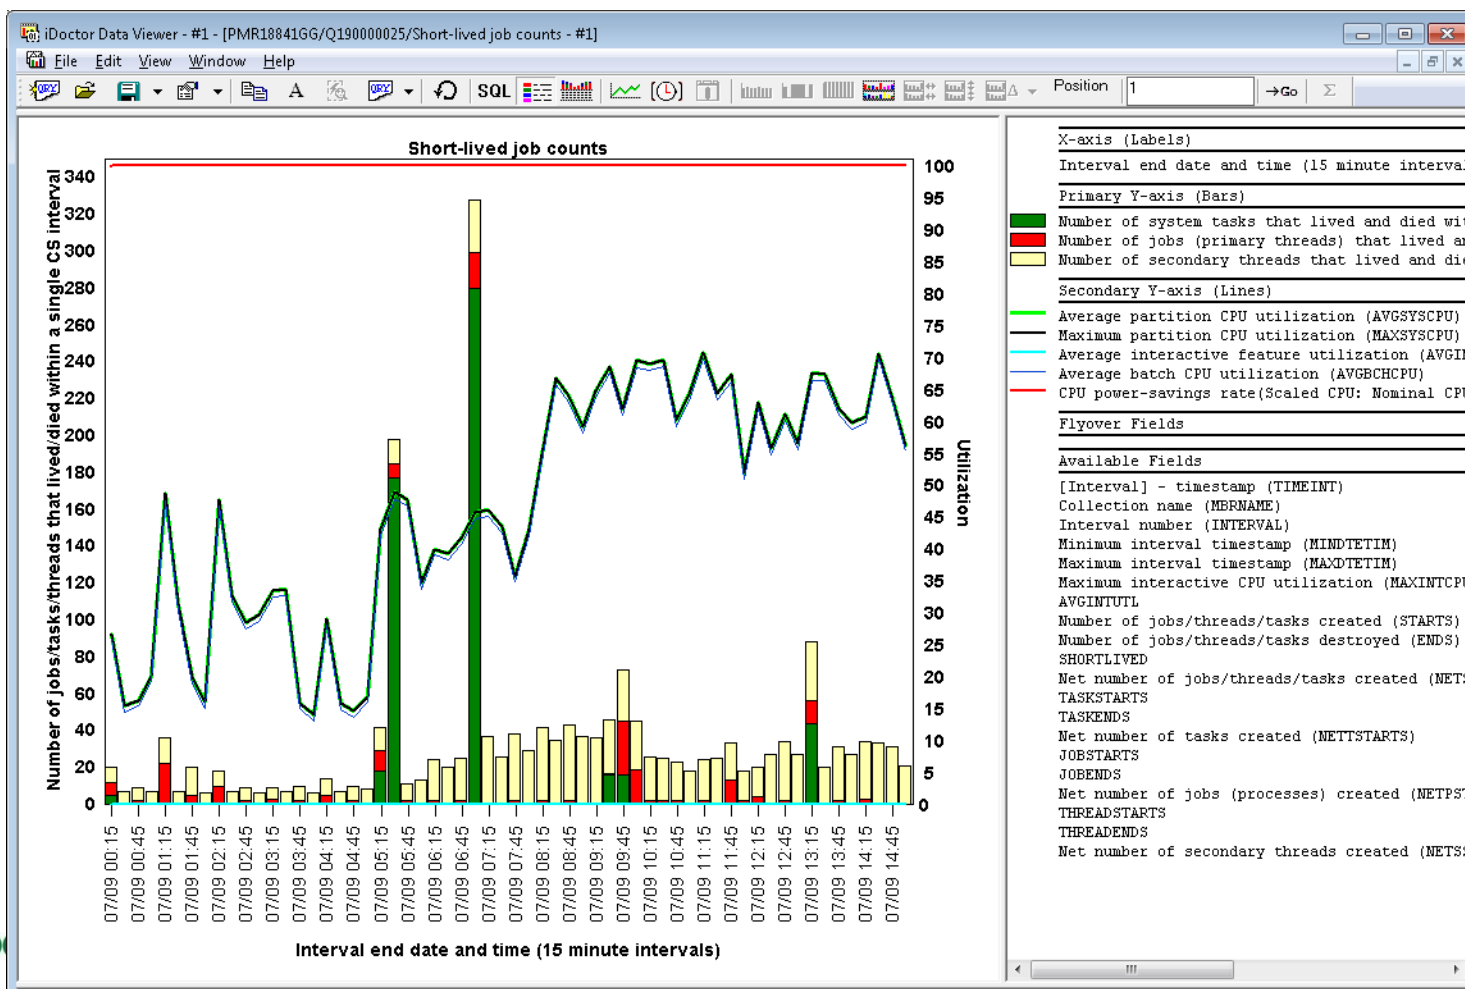 iDoctor Data Viewer - #1 - [PMR18841GG/Q190000025/Short-lived job counts - #1]
File Edit View Window Help
QRY A QRY SQL Position 1 →Go Σ
Short-lived job counts
Number of jobs/tasks/threads that lived/died within a single CS interval
340
320
300
280
260
240
220
200
180
160
140
120
100
80
60
40
20
0
100
95
90
85
80
75
70
65
60
55
50
45
40
35
30
25
20
15
10
5
0
Utilization
07/09 00:15
07/09 00:45
07/09 01:15
07/09 01:45
07/09 02:15
07/09 02:45
07/09 03:15
07/09 03:45
07/09 04:15
07/09 04:45
07/09 05:15
07/09 05:45
07/09 06:15
07/09 06:45
07/09 07:15
07/09 07:45
07/09 08:15
07/09 08:45
07/09 09:15
07/09 09:45
07/09 10:15
07/09 10:45
07/09 11:15
07/09 11:45
07/09 12:15
07/09 12:45
07/09 13:15
07/09 13:45
07/09 14:15
07/09 14:45
Interval end date and time (15 minute intervals)
X-axis (Labels)
Interval end date and time (15 minute interval
Primary Y-axis (Bars)
Number of system tasks that lived and died wi
Number of jobs (primary threads) that lived a
Number of secondary threads that lived and die
Secondary Y-axis (Lines)
Average partition CPU utilization (AVGSYSCPU)
Maximum partition CPU utilization (MAXSYSCPU)
Average interactive feature utilization (AVGI
Average batch CPU utilization (AVGBCHCPU)
CPU power-savings rate(Scaled CPU: Nominal CPU
Flyover Fields
Available Fields
[Interval] - timestamp (TIMEINT)
Collection name (MBRNAME)
Interval number (INTERVAL)
Minimum interval timestamp (MINDTETIM)
Maximum interval timestamp (MAXDTETIM)
Maximum interactive CPU utilization (MAXINTCPU
AVGINTUTL
Number of jobs/threads/tasks created (STARTS)
Number of jobs/threads/tasks destroyed (ENDS)
SHORTLIVED
Net number of jobs/threads/tasks created (NETS
TASKSTARTS
TASKENDS
Net number of tasks created (NETTSTARTS)
JOBSTARTS
JOBENDS
Net number of jobs (processes) created (NETPST
THREADSTARTS
THREADENDS
Net number of secondary threads created (NETSS